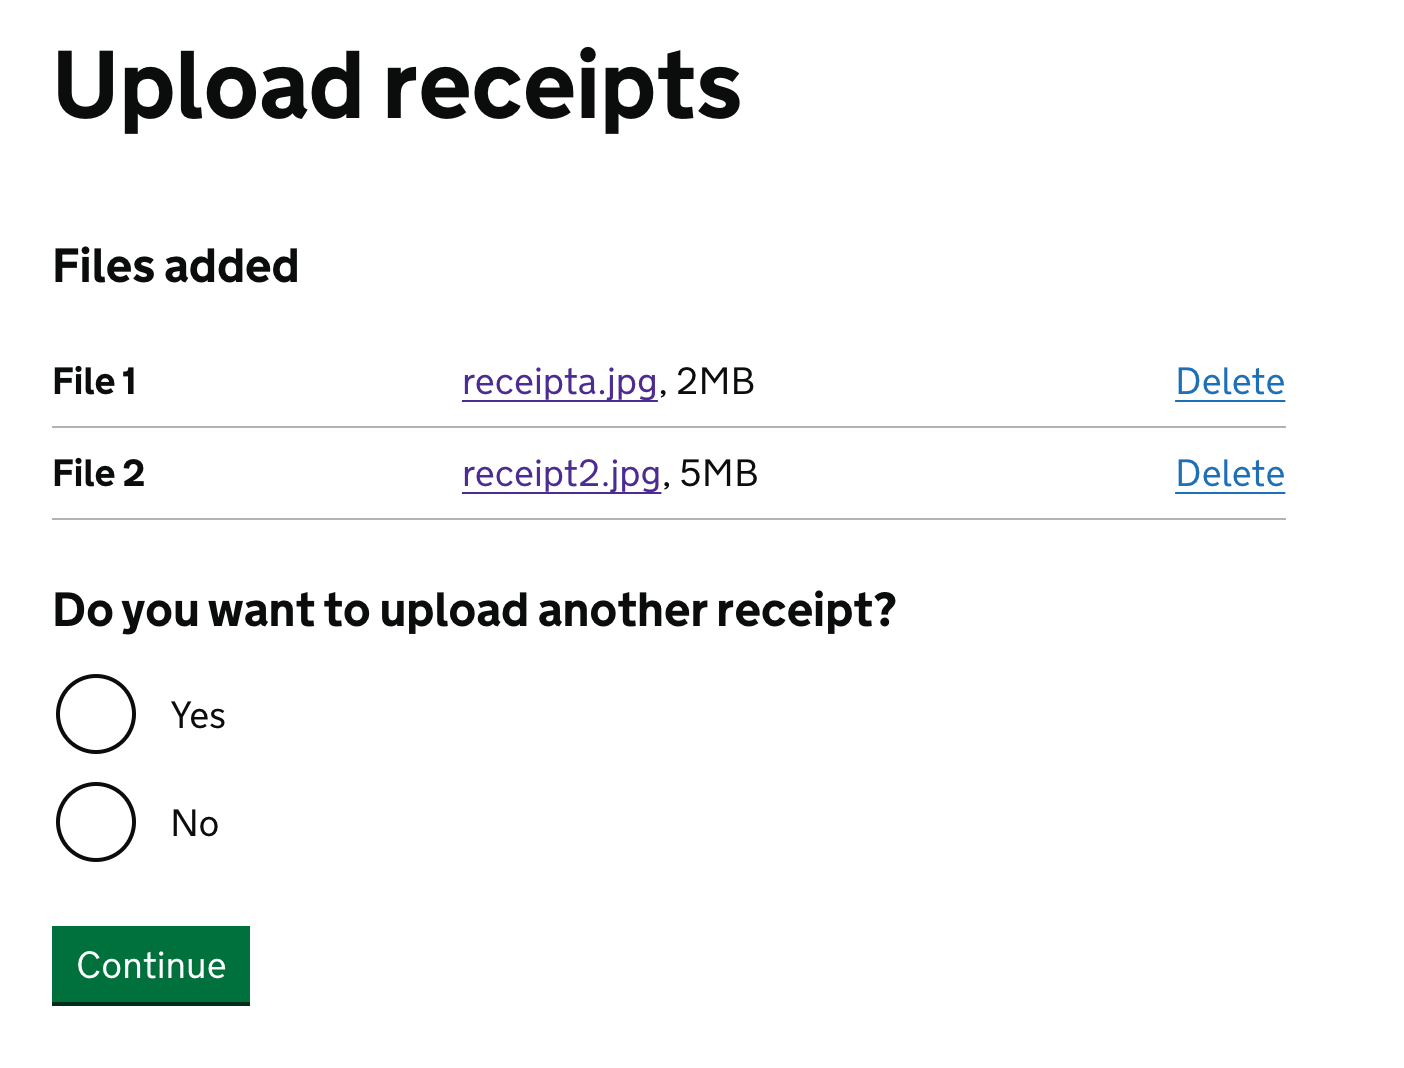 Upload receipts
Files added
File 1 receipta.jpg, 2MB Delete
File 2 receipt2.jpg, 5MB Delete
Do you want to upload another receipt?
Yes
No
Continue